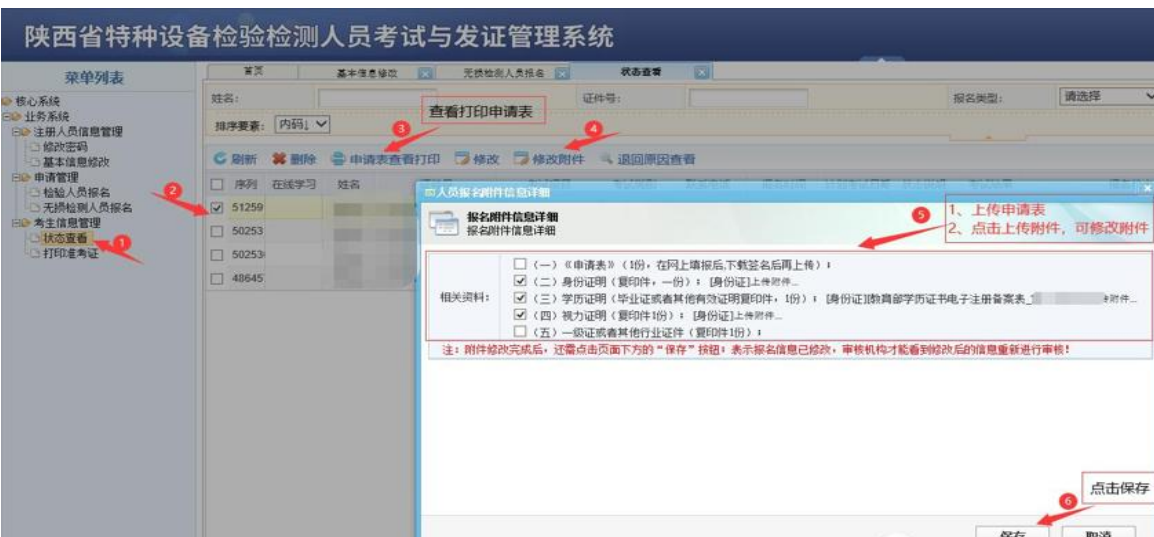 陕西省特种设备检验检测人员考试与发证管理系统
菜单列表
首页
基本信息修改
无损检测人员报名
状态查看
核心系统
业务系统
注册人员信息管理
修改密码
基本信息修改
申请管理
检验人员报名
无损检测人员报名
考生信息管理
状态查看
打印准考证
姓名:
证件号:
报名类型:
请选择
查看打印申请表
排序要素:
内码↓
3
4
刷新
删除
申请表查看打印
修改
修改附件
退回原因查看
序列
在线学习
姓名
2
51259
50253
50253
48645
1
人员报名附件信息详细
报名附件信息详细
报名附件信息详细
5
1、上传申请表
2、点击上传附件，可修改附件
相关资料:
(一)《申请表》(1份，在网上填报后,下载签名后再上传);
(二)身份证明(复印件，一份); [身份证]上传附件...
(三)学历证明(毕业证或者其他有效证明复印件，1份); [身份证][教育部学历证书电子注册备案表_
传附件...
(四)视力证明(复印件1份); [身份证]上传附件...
(五)一级证或者其他行业证件(复印件1份);
注: 附件修改完成后，还需点击页面下方的“保存”按钮; 表示报名信息已修改，审核机构才能看到修改后的信息重新进行审核!
点击保存
6
保存
取消